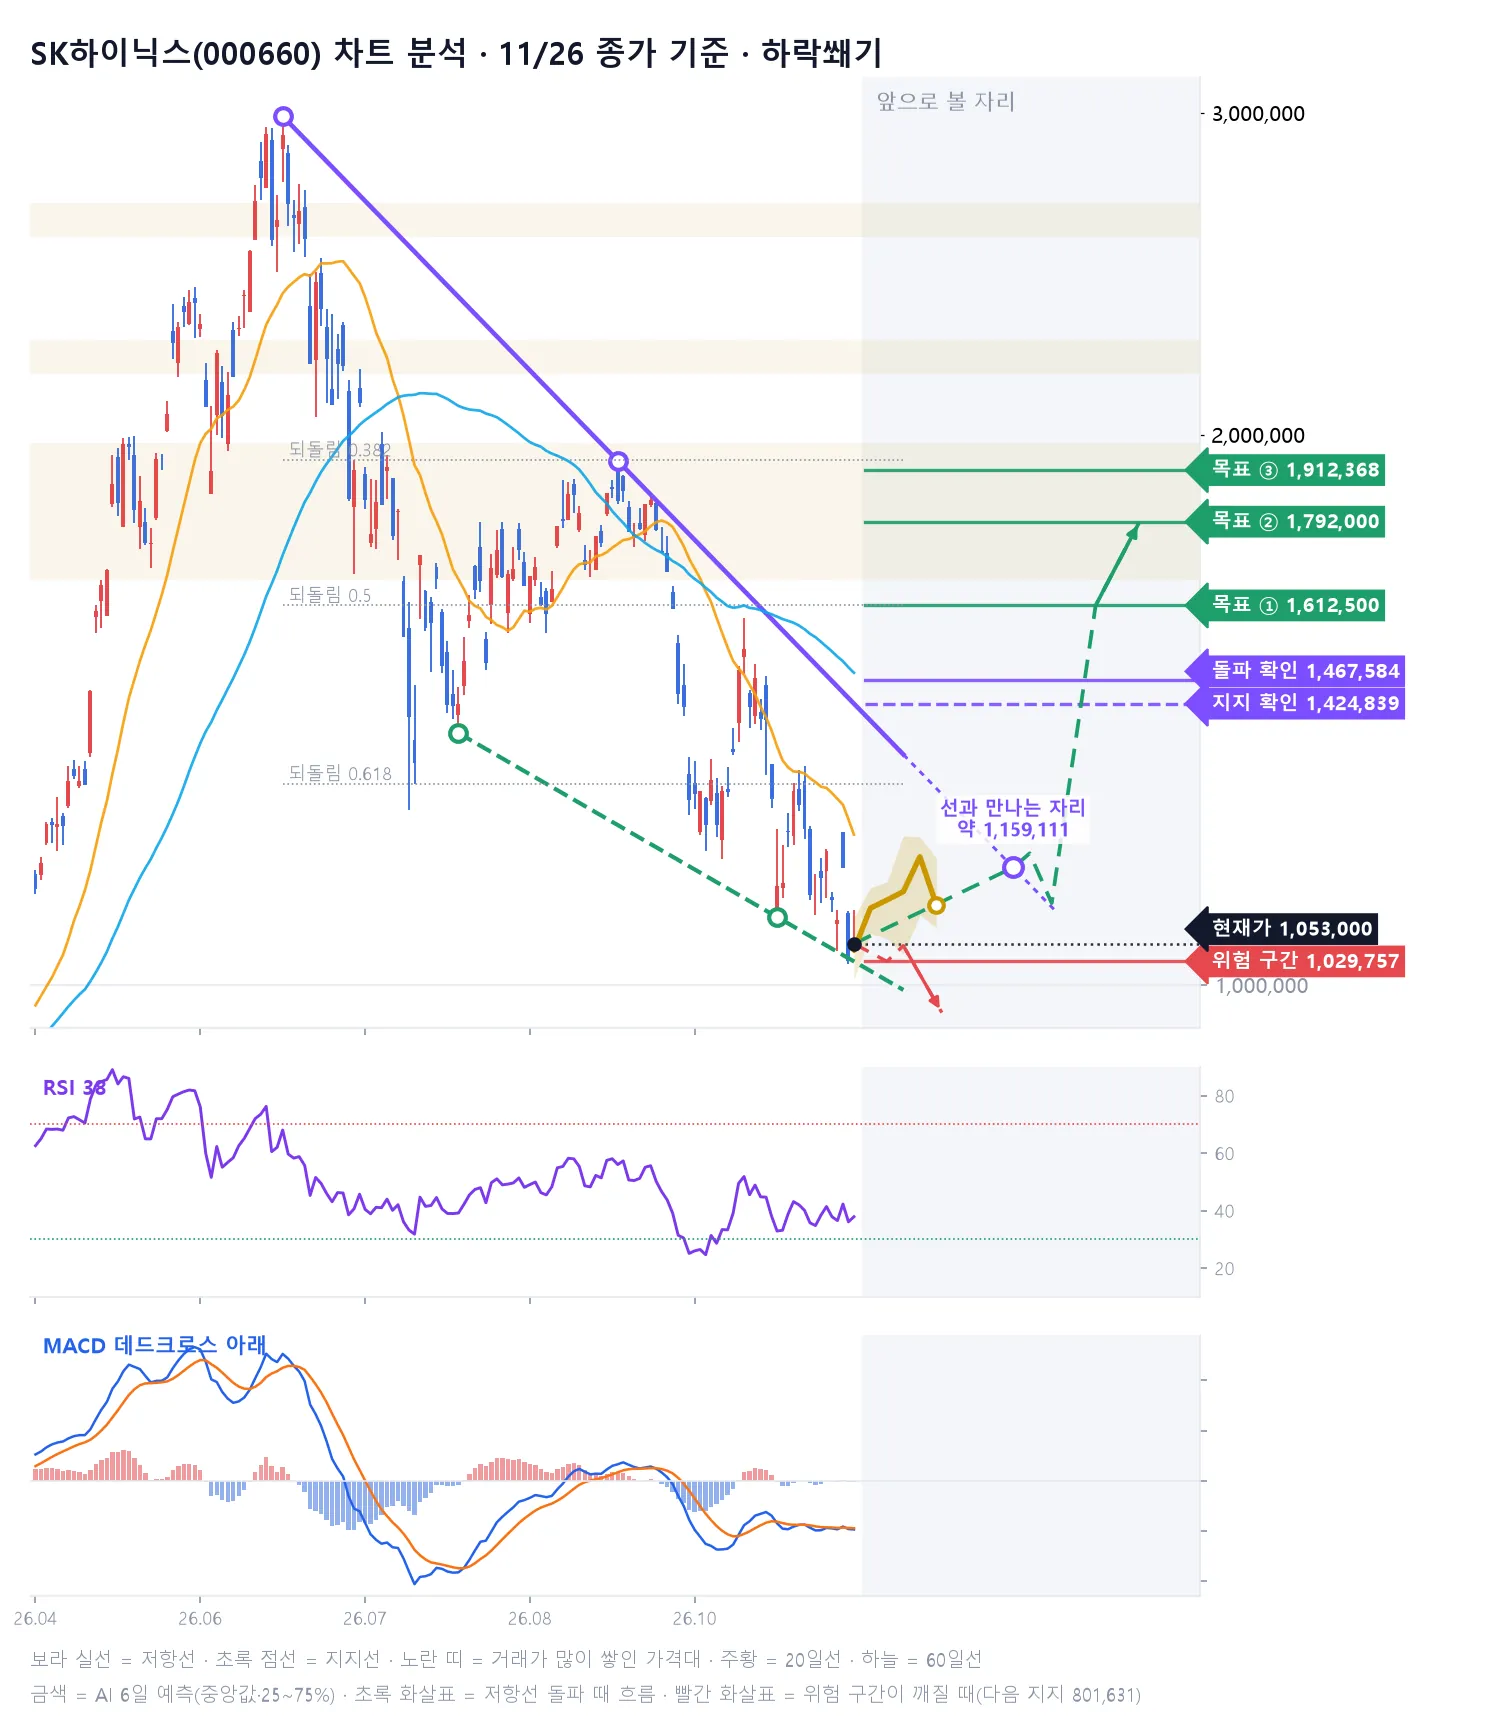 SK하이닉스(000660) 차트 분석 · 11/26 종가 기준 · 하락쐐기
앞으로 볼 자리
3,000,000
2,000,000
되돌림 0.382
목표 ③ 1,912,368
목표 ② 1,792,000
되돌림 0.5
목표 ① 1,612,500
돌파 확인 1,467,584
지지 확인 1,424,839
되돌림 0.618
선과 만나는 자리
약 1,159,111
현재가 1,053,000
위험 구간 1,029,757
1,000,000
RSI 38
80
60
40
20
MACD 데드크로스 아래
26.04 26.06 26.07 26.08 26.10
보라 실선 = 저항선 · 초록 점선 = 지지선 · 노란 띠 = 거래가 많이 쌓인 가격대 · 주황 = 20일선 · 하늘 = 60일선
금색 = AI 6일 예측(중앙값·25~75%) · 초록 화살표 = 저항선 돌파 때 흐름 · 빨간 화살표 = 위험 구간이 깨질 때(다음 지지 801,631)